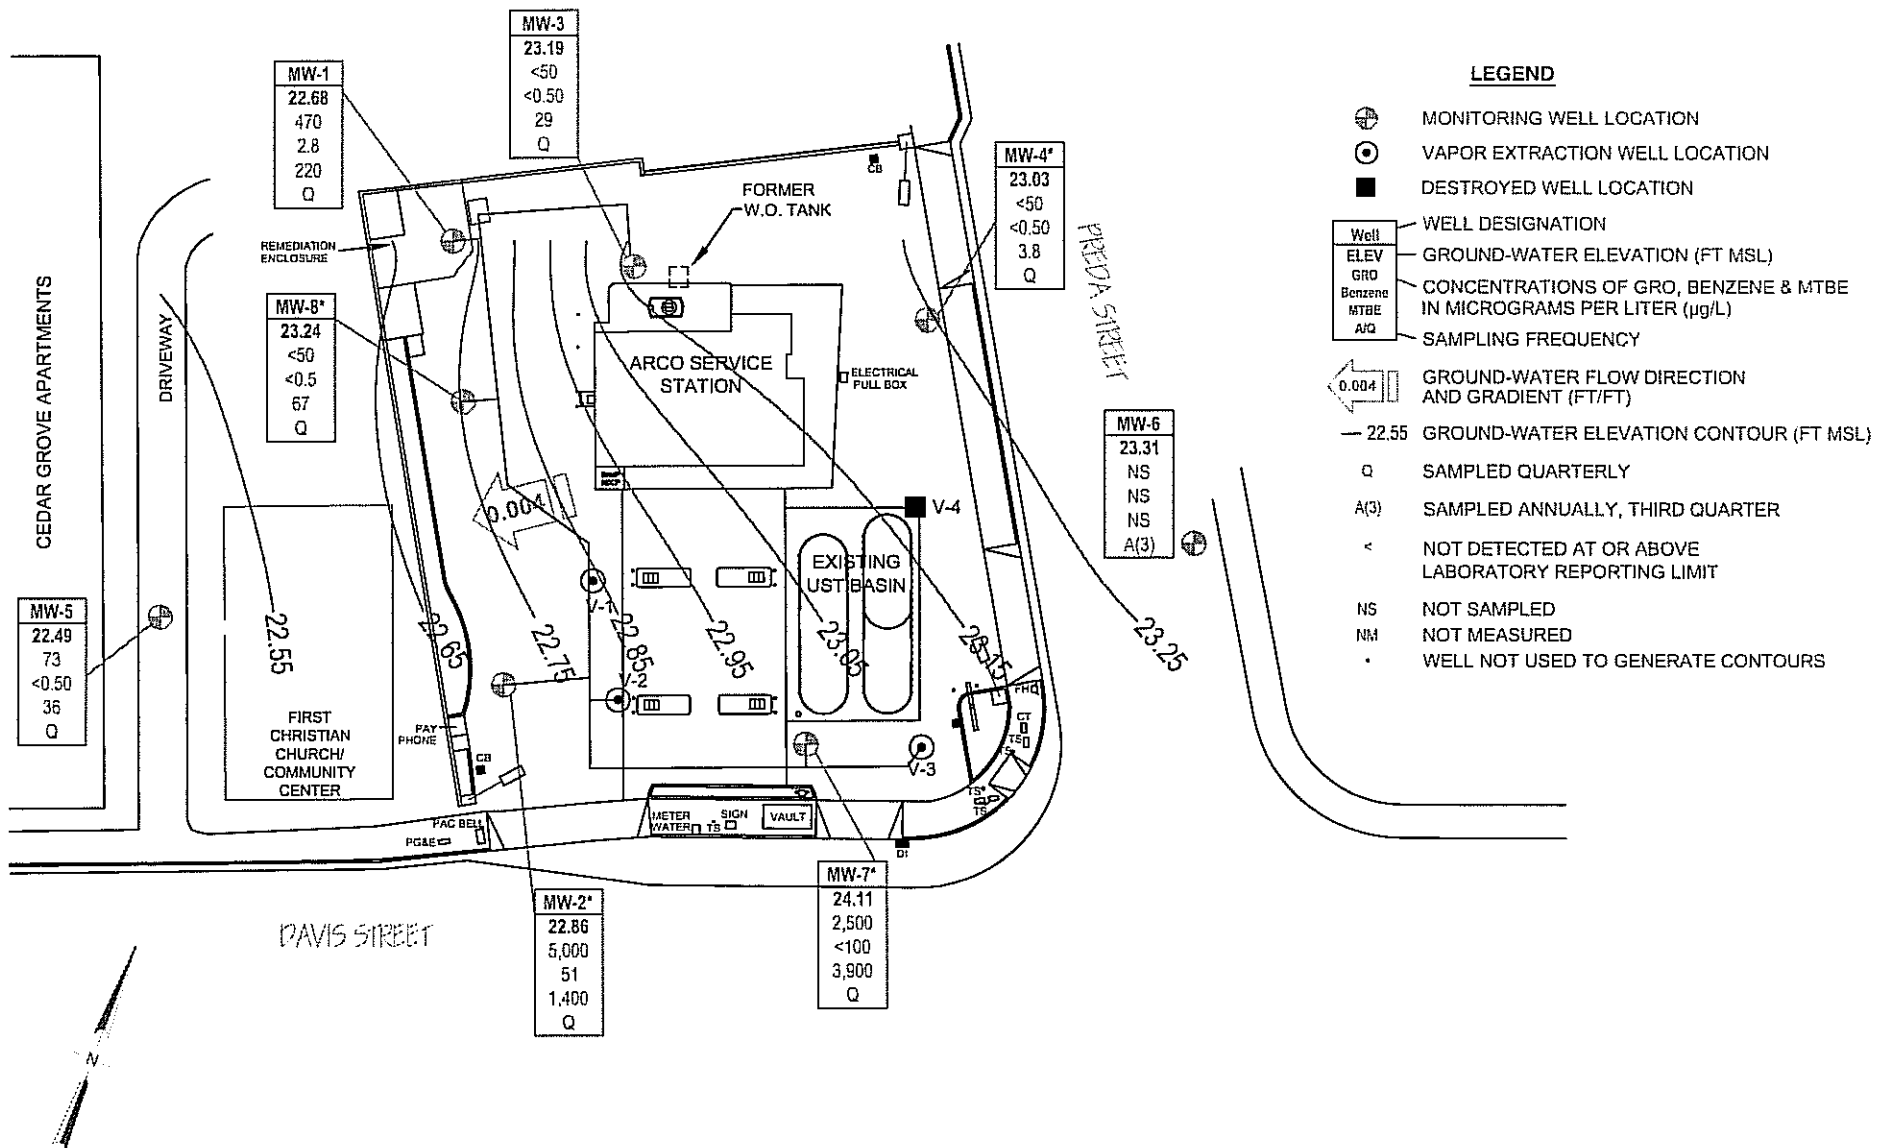 MW-3
23.19
<50
<0.50
29
Q
MW-1
22.68
470
2.8
220
Q
MW-4*
23.03
<50
<0.50
3.8
Q
CB
FORMER
W.O. TANK
REMEDIATION
ENCLOSURE
PREDA STREET
MW-8*
23.24
<50
<0.5
67
Q
CEDAR GROVE APARTMENTS
DRIVEWAY
ARCO SERVICE
STATION
ELECTRICAL
PULL BOX
MW-6
23.31
NS
NS
NS
A(3)
0.004
V-4
EXISTING
UST BASIN
V-1
MW-5
22.49
73
<0.50
36
Q
22.55
22.65
22.75
22.85
22.95
23.05
23.15
23.25
V-2
FHO
CT
TS
TS
FIRST
CHRISTIAN
CHURCH/
COMMUNITY
CENTER
PAY
PHONE
CB
V-3
TS
TS
METER
WATER
TS
SIGN
VAULT
PAC BELL
PG&E
DI
MW-2*
22.86
5,000
51
1,400
Q
MW-7*
24.11
2,500
<100
3,900
Q
DAVIS STREET
N
LEGEND
MONITORING WELL LOCATION
VAPOR EXTRACTION WELL LOCATION
DESTROYED WELL LOCATION
Well
ELEV
GRO
Benzene
MTBE
A/Q
WELL DESIGNATION
GROUND-WATER ELEVATION (FT MSL)
CONCENTRATIONS OF GRO, BENZENE & MTBE
IN MICROGRAMS PER LITER (µg/L)
SAMPLING FREQUENCY
0.004
GROUND-WATER FLOW DIRECTION
AND GRADIENT (FT/FT)
22.55 GROUND-WATER ELEVATION CONTOUR (FT MSL)
Q SAMPLED QUARTERLY
A(3) SAMPLED ANNUALLY, THIRD QUARTER
< NOT DETECTED AT OR ABOVE
LABORATORY REPORTING LIMIT
NS NOT SAMPLED
NM NOT MEASURED
* WELL NOT USED TO GENERATE CONTOURS